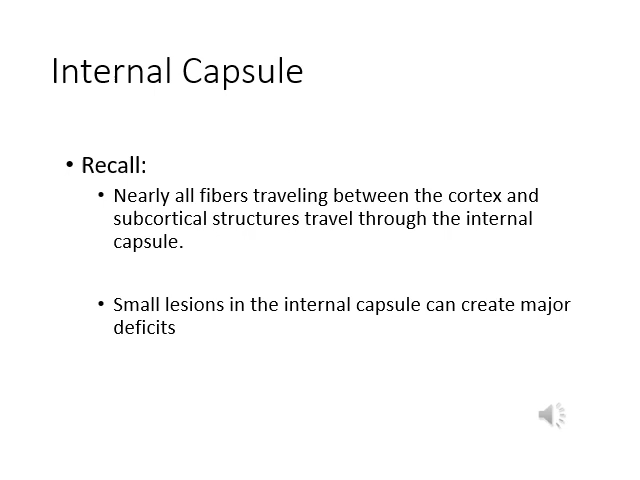 Internal Capsule
• Recall:
• Nearly all fibers traveling between the cortex and
subcortical structures travel through the internal
capsule.
• Small lesions in the internal capsule can create major
deficits